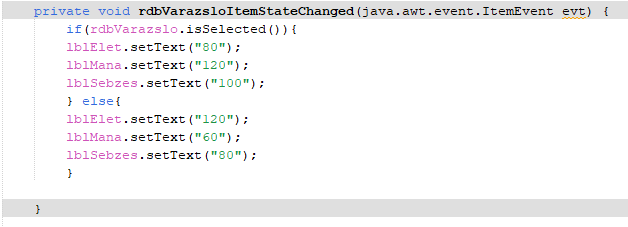 private void rdbVarazsloItemStateChanged(java.awt.event.ItemEvent evt) {
if(rdbVarazslo.isSelected()){
lblElet.setText("80");
lblMana.setText("120");
lblSebzes.setText("100");
} else{
lblElet.setText("120");
lblMana.setText("60");
lblSebzes.setText("80");
}
}